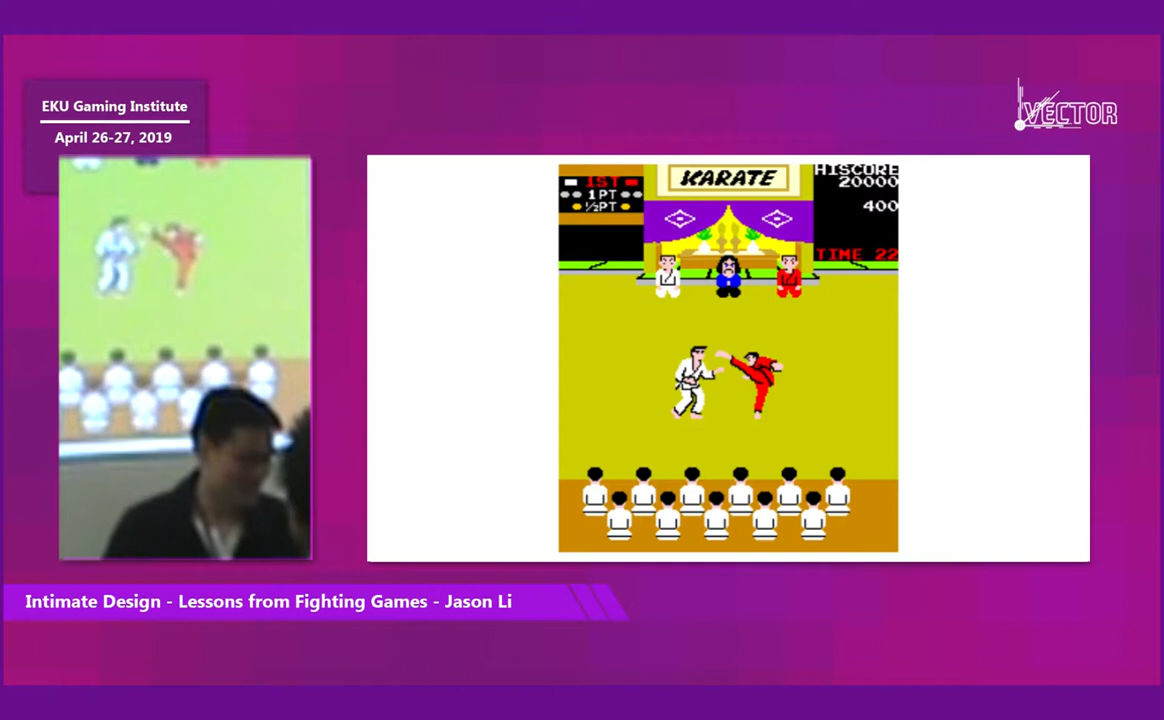 EKU Gaming Institute
April 26-27, 2019
VECTOR
1ST
1PT
½PT
KARATE
HISCORE
20000
400
TIME 22
Intimate Design - Lessons from Fighting Games - Jason Li